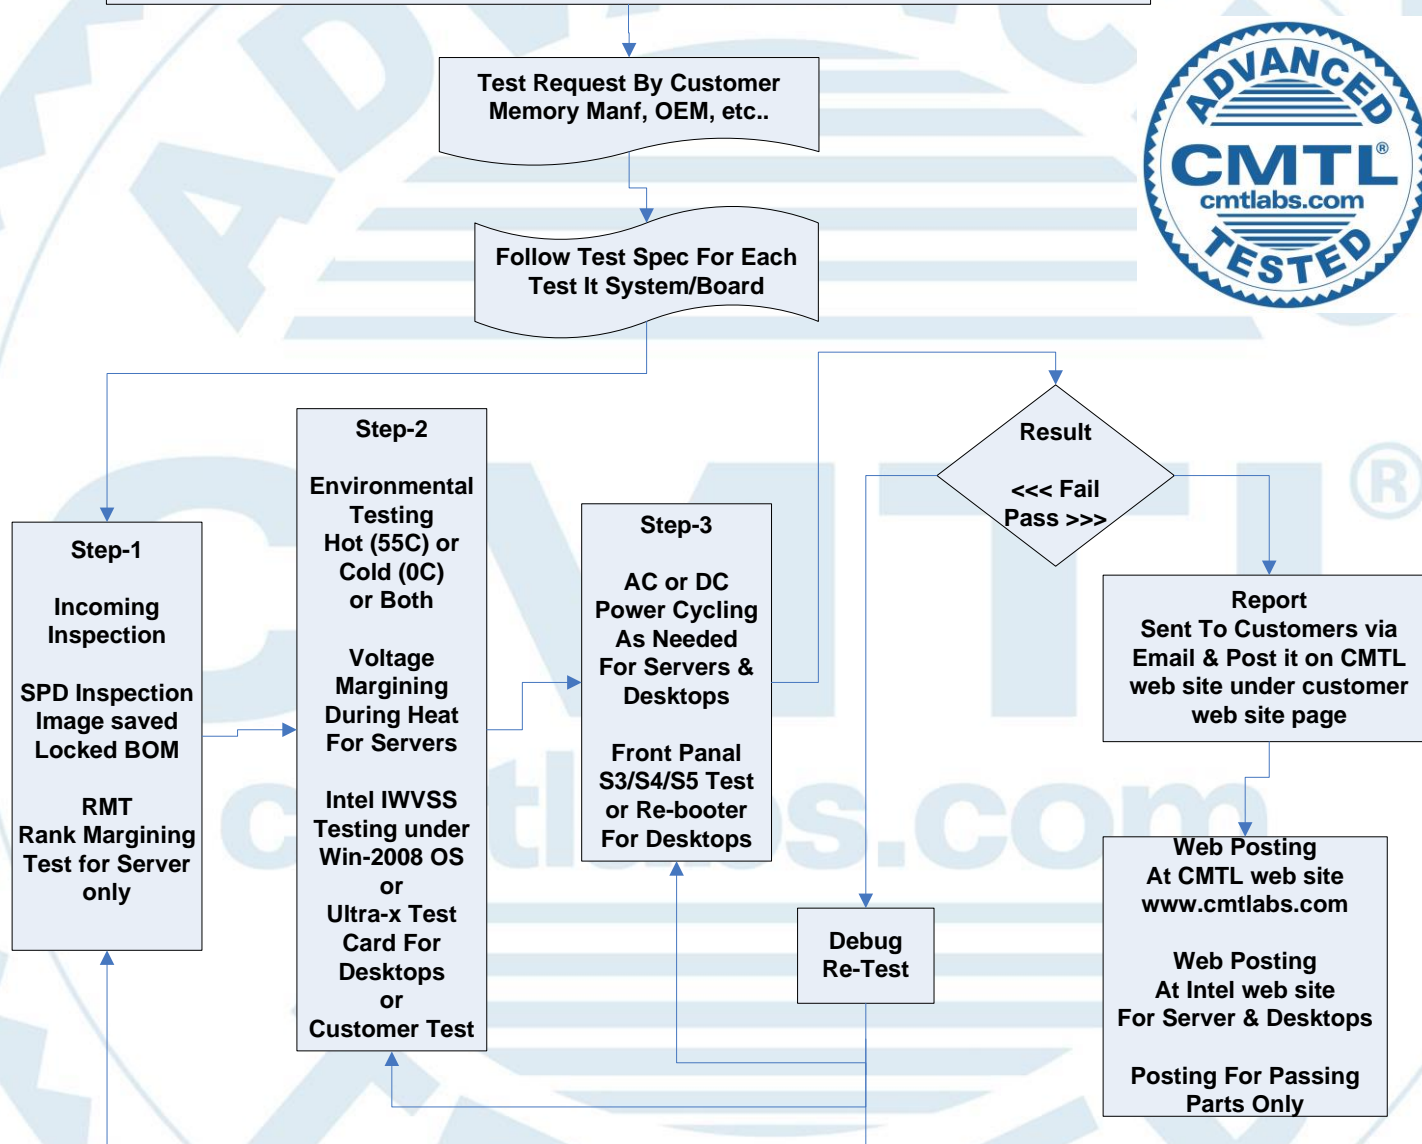 Test Request By Customer
Memory Manf, OEM, etc..
ADVANCED
CMTL®
cmtlabs.com
TESTED
Follow Test Spec For Each
Test It System/Board
Step-1
Incoming
Inspection
SPD Inspection
Image saved
Locked BOM
RMT
Rank Margining
Test for Server
only
Step-2
Environmental
Testing
Hot (55C) or
Cold (0C)
or Both
Voltage
Margining
During Heat
For Servers
Intel IWVSS
Testing under
Win-2008 OS
or
Ultra-x Test
Card For
Desktops
or
Customer Test
Step-3
AC or DC
Power Cycling
As Needed
For Servers &
Desktops
Front Panal
S3/S4/S5 Test
or Re-booter
For Desktops
Result
<<< Fail
Pass >>>
Debug
Re-Test
Report
Sent To Customers via
Email & Post it on CMTL
web site under customer
web site page
Web Posting
At CMTL web site
www.cmtlabs.com
Web Posting
At Intel web site
For Server & Desktops
Posting For Passing
Parts Only
CMTL®
cmtlabs.com